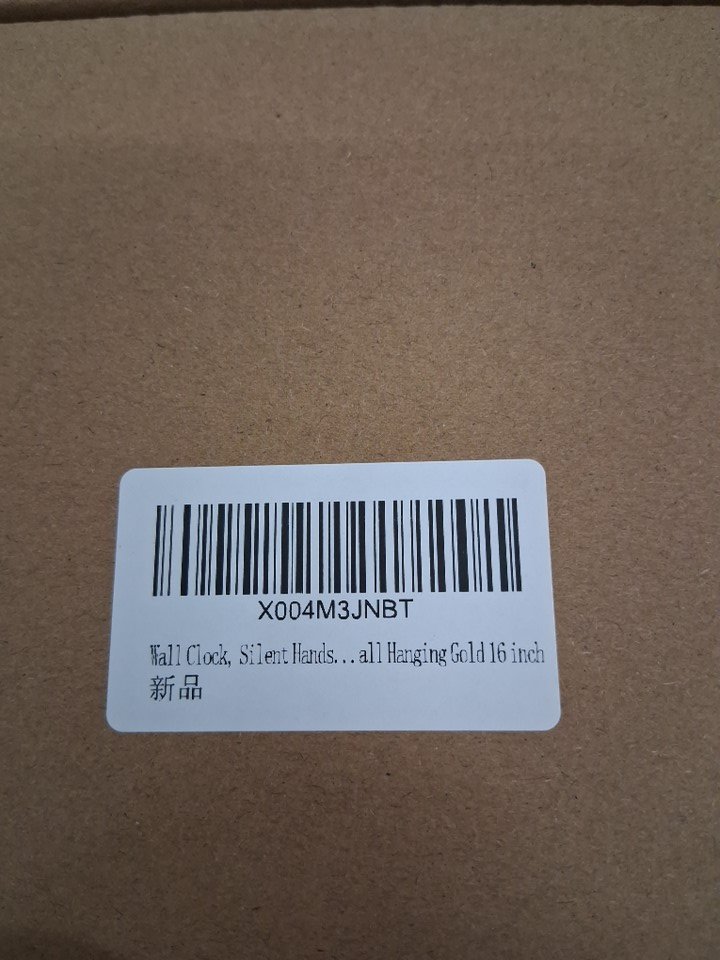 X004M3JNBT
Wall Clock, Silent Hands...all Hanging Gold 16 inch
新品